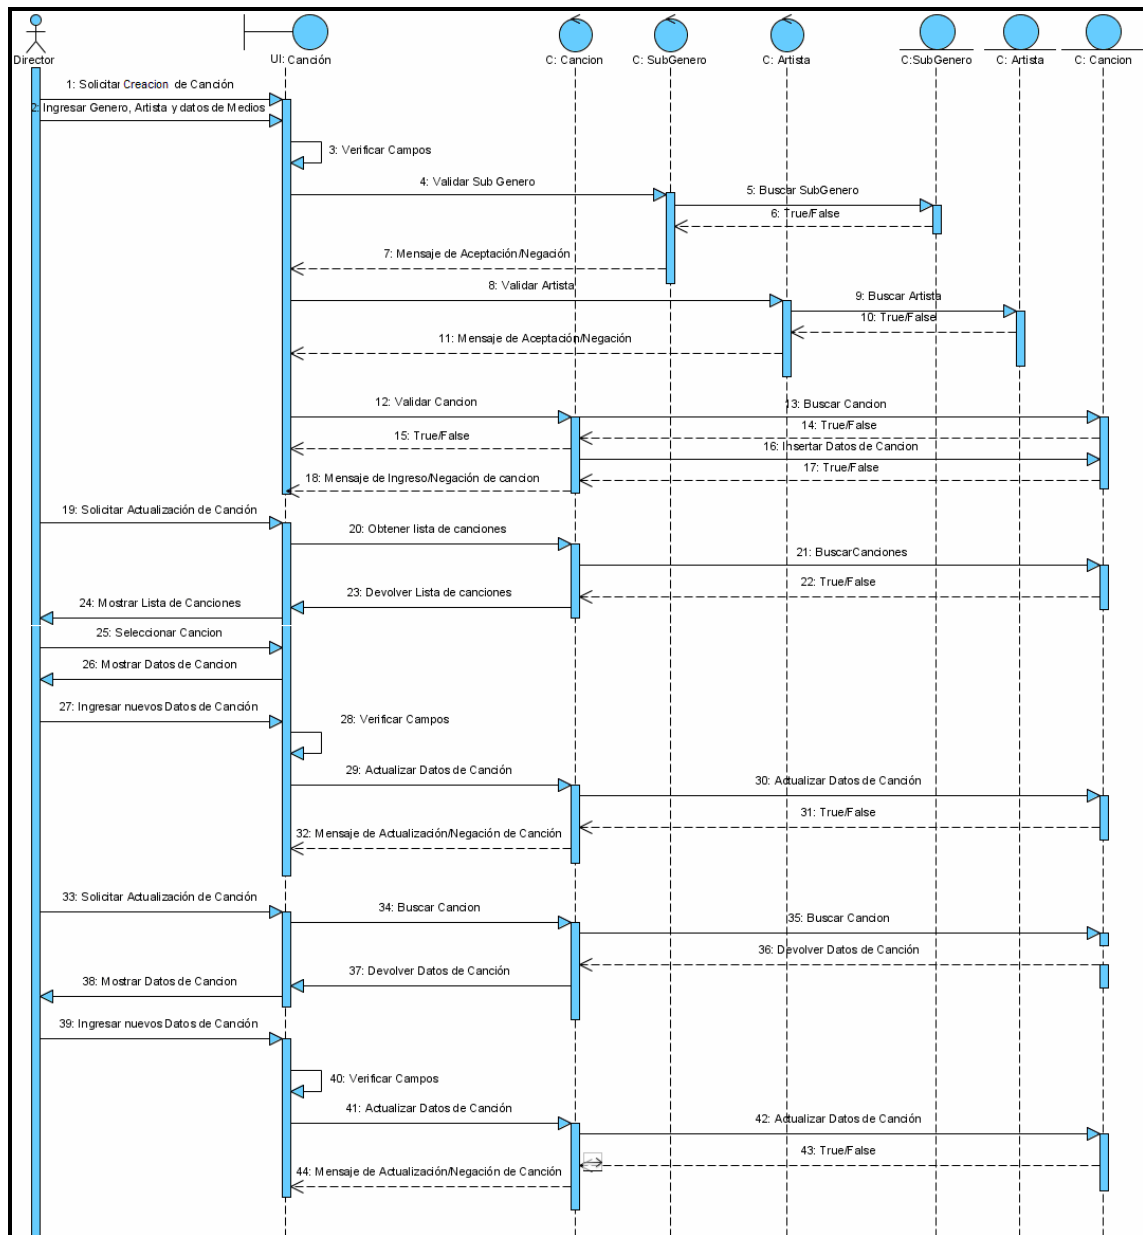 Director
UI: Canción
C: Cancion
C: SubGenero
C: Artista
C:SubGenero
C: Artista
C: Cancion
1: Solicitar Creacion de Canción
2: Ingresar Genero, Artista y datos de Medios
3: Verificar Campos
4: Validar Sub Genero
5: Buscar SubGenero
6: True/False
7: Mensaje de Aceptación/Negación
8: Validar Artista
9: Buscar Artista
10: True/False
11: Mensaje de Aceptación/Negación
12: Validar Cancion
13: Buscar Cancion
14: True/False
15: True/False
16: Insertar Datos de Cancion
17: True/False
18: Mensaje de Ingreso/Negación de cancion
19: Solicitar Actualización de Canción
20: Obtener lista de canciones
21: BuscarCanciones
22: True/False
23: Devolver Lista de canciones
24: Mostrar Lista de Canciones
25: Seleccionar Cancion
26: Mostrar Datos de Cancion
27: Ingresar nuevos Datos de Canción
28: Verificar Campos
29: Actualizar Datos de Canción
30: Actualizar Datos de Canción
31: True/False
32: Mensaje de Actualización/Negación de Canción
33: Solicitar Actualización de Canción
34: Buscar Cancion
35: Buscar Cancion
36: Devolver Datos de Canción
37: Devolver Datos de Canción
38: Mostrar Datos de Cancion
39: Ingresar nuevos Datos de Canción
40: Verificar Campos
41: Actualizar Datos de Canción
42: Actualizar Datos de Canción
43: True/False
44: Mensaje de Actualización/Negación de Canción